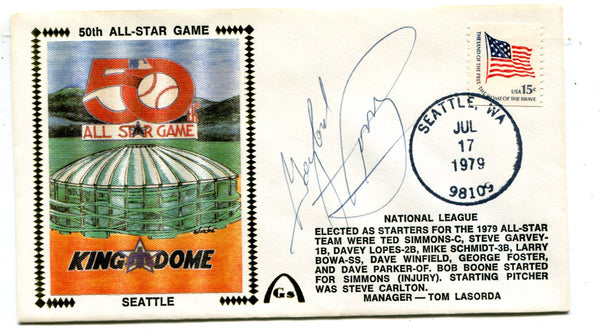 50th ALL-STAR GAME
50th
ALL STAR GAME
KINGDOME
SEATTLE
Gaylord Perry
THE LAND OF THE FREE
THE HOME OF THE BRAVE
USA 15c
SEATTLE, WA
JUL
17
1979
98109
Gs
NATIONAL LEAGUE
ELECTED AS STARTERS FOR THE 1979 ALL-STAR
TEAM WERE TED SIMMONS-C, STEVE GARVEY-
1B, DAVEY LOPES-2B, MIKE SCHMIDT-3B, LARRY
BOWA-SS, DAVE WINFIELD, GEORGE FOSTER,
AND DAVE PARKER-OF. BOB BOONE STARTED
FOR SIMMONS (INJURY). STARTING PITCHER
WAS STEVE CARLTON.
MANAGER — TOM LASORDA